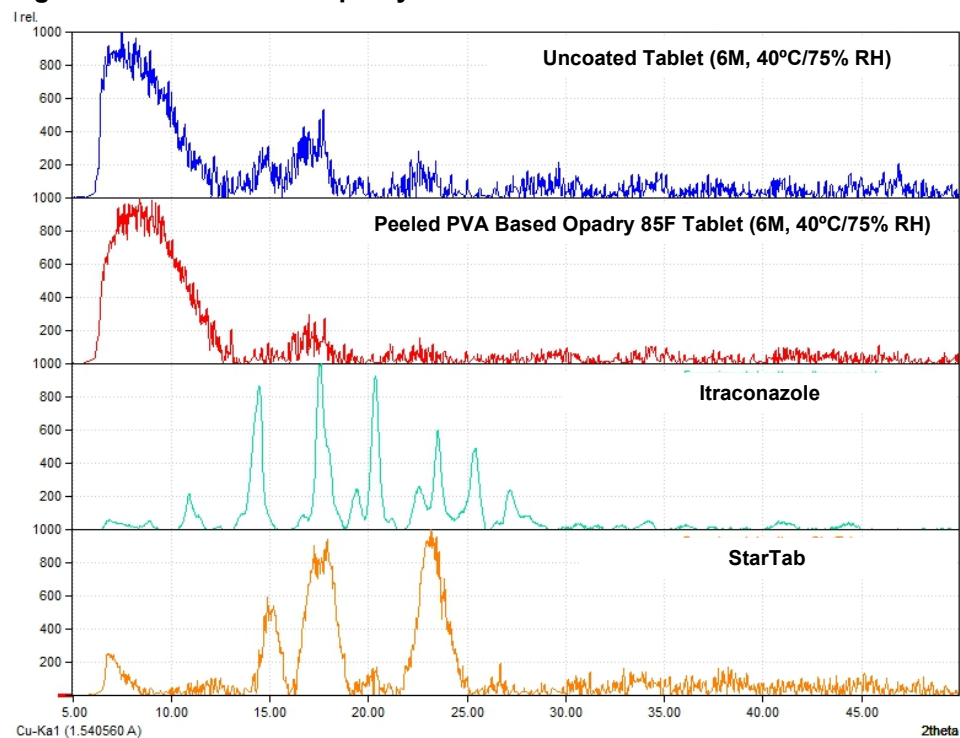 I rel.
1000
Uncoated Tablet (6M, 40ºC/75% RH)
800
600
400
200
1000
Peeled PVA Based Opadry 85F Tablet (6M, 40ºC/75% RH)
800
600
400
200
1000
Itraconazole
800
600
400
200
1000
StarTab
800
600
400
200
5.00 10.00 15.00 20.00 25.00 30.00 35.00 40.00 45.00
Cu-Ka1 (1.540560 A) 2theta